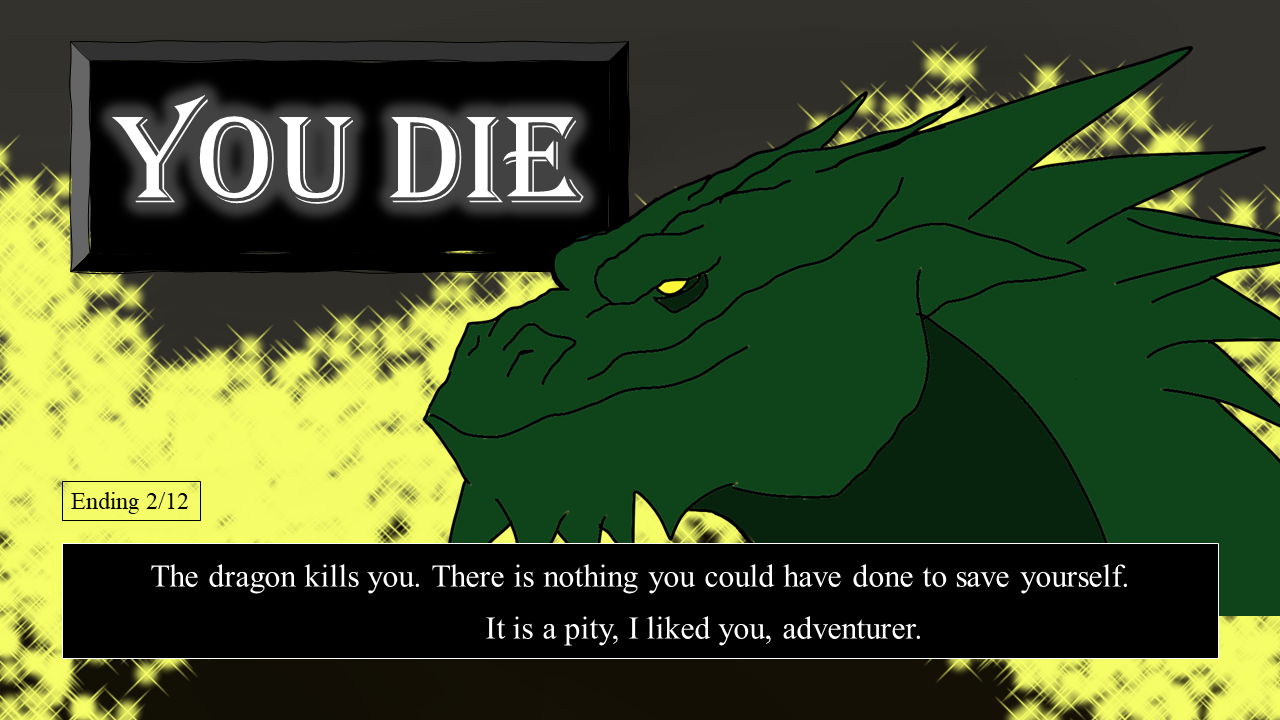 YOU DIE
Ending 2/12
The dragon kills you. There is nothing you could have done to save yourself.
It is a pity, I liked you, adventurer.